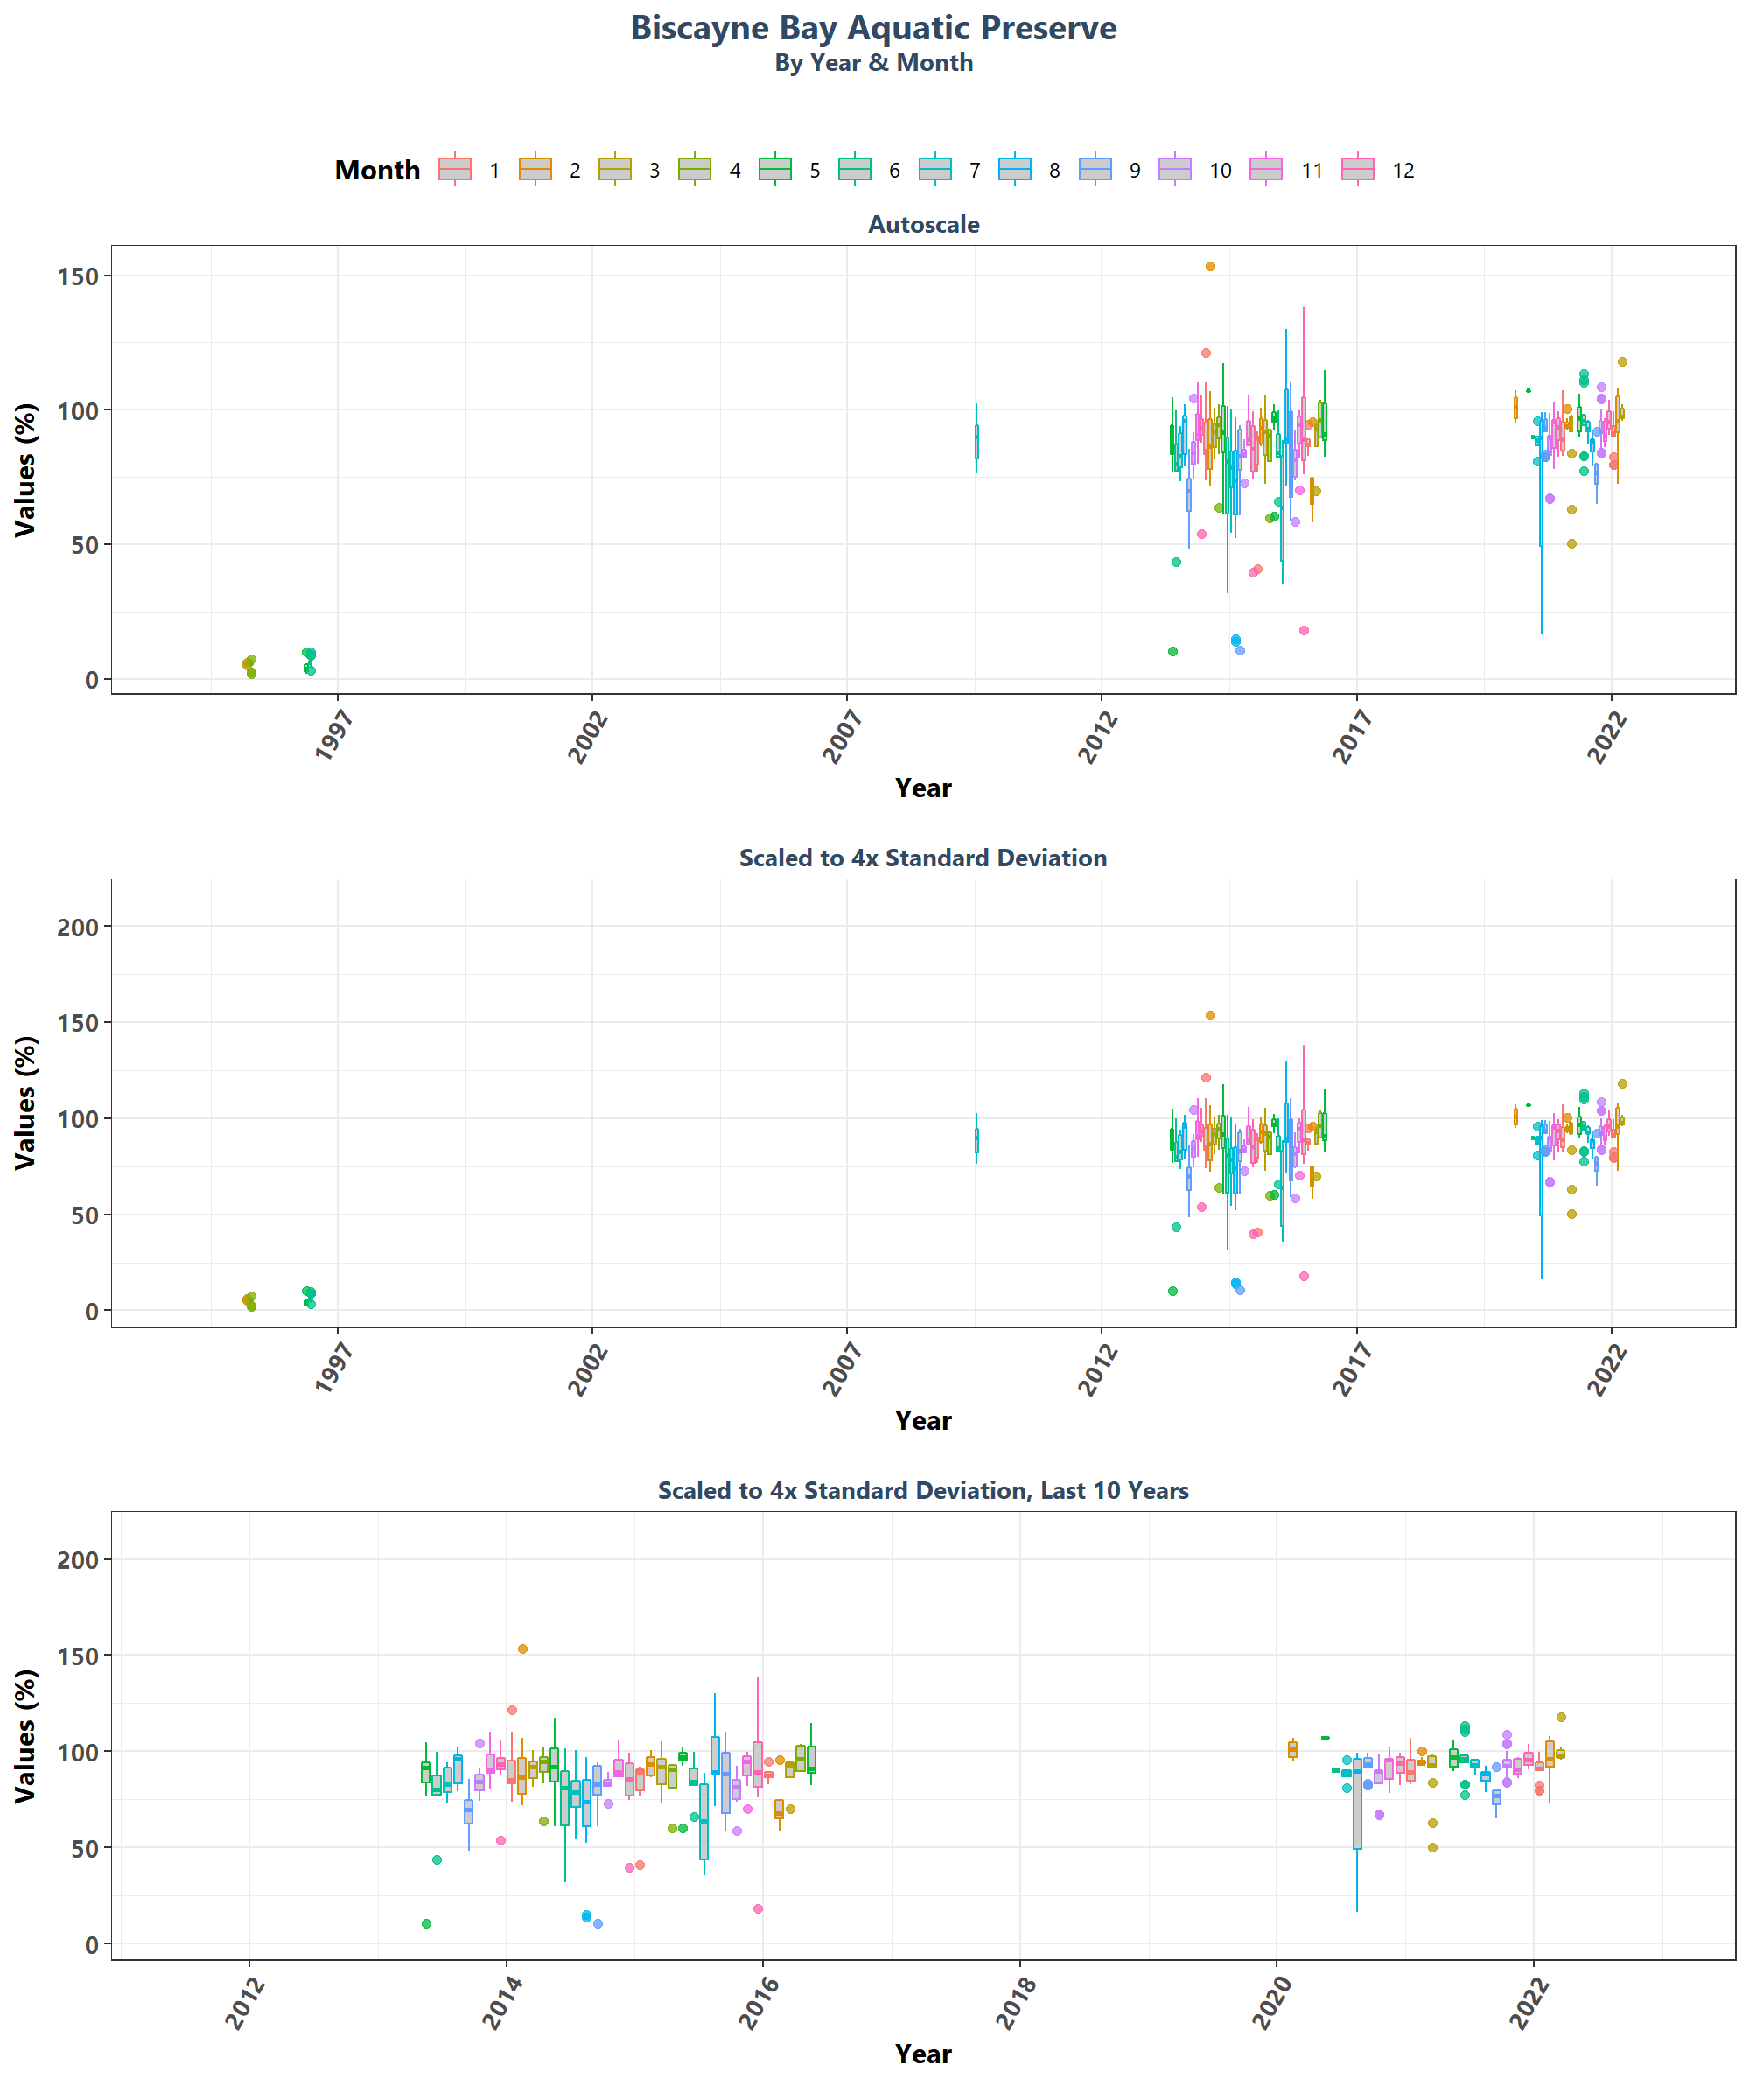 Biscayne Bay Aquatic Preserve
By Year & Month
Month 1 2 3 4 5 6 7 8 9 10 11 12
Autoscale
150
100
50
0
Values (%)
1997 2002 2007 2012 2017 2022
Year
Scaled to 4x Standard Deviation
200
150
100
50
0
Values (%)
1997 2002 2007 2012 2017 2022
Year
Scaled to 4x Standard Deviation, Last 10 Years
200
150
100
50
0
Values (%)
2012 2014 2016 2018 2020 2022
Year